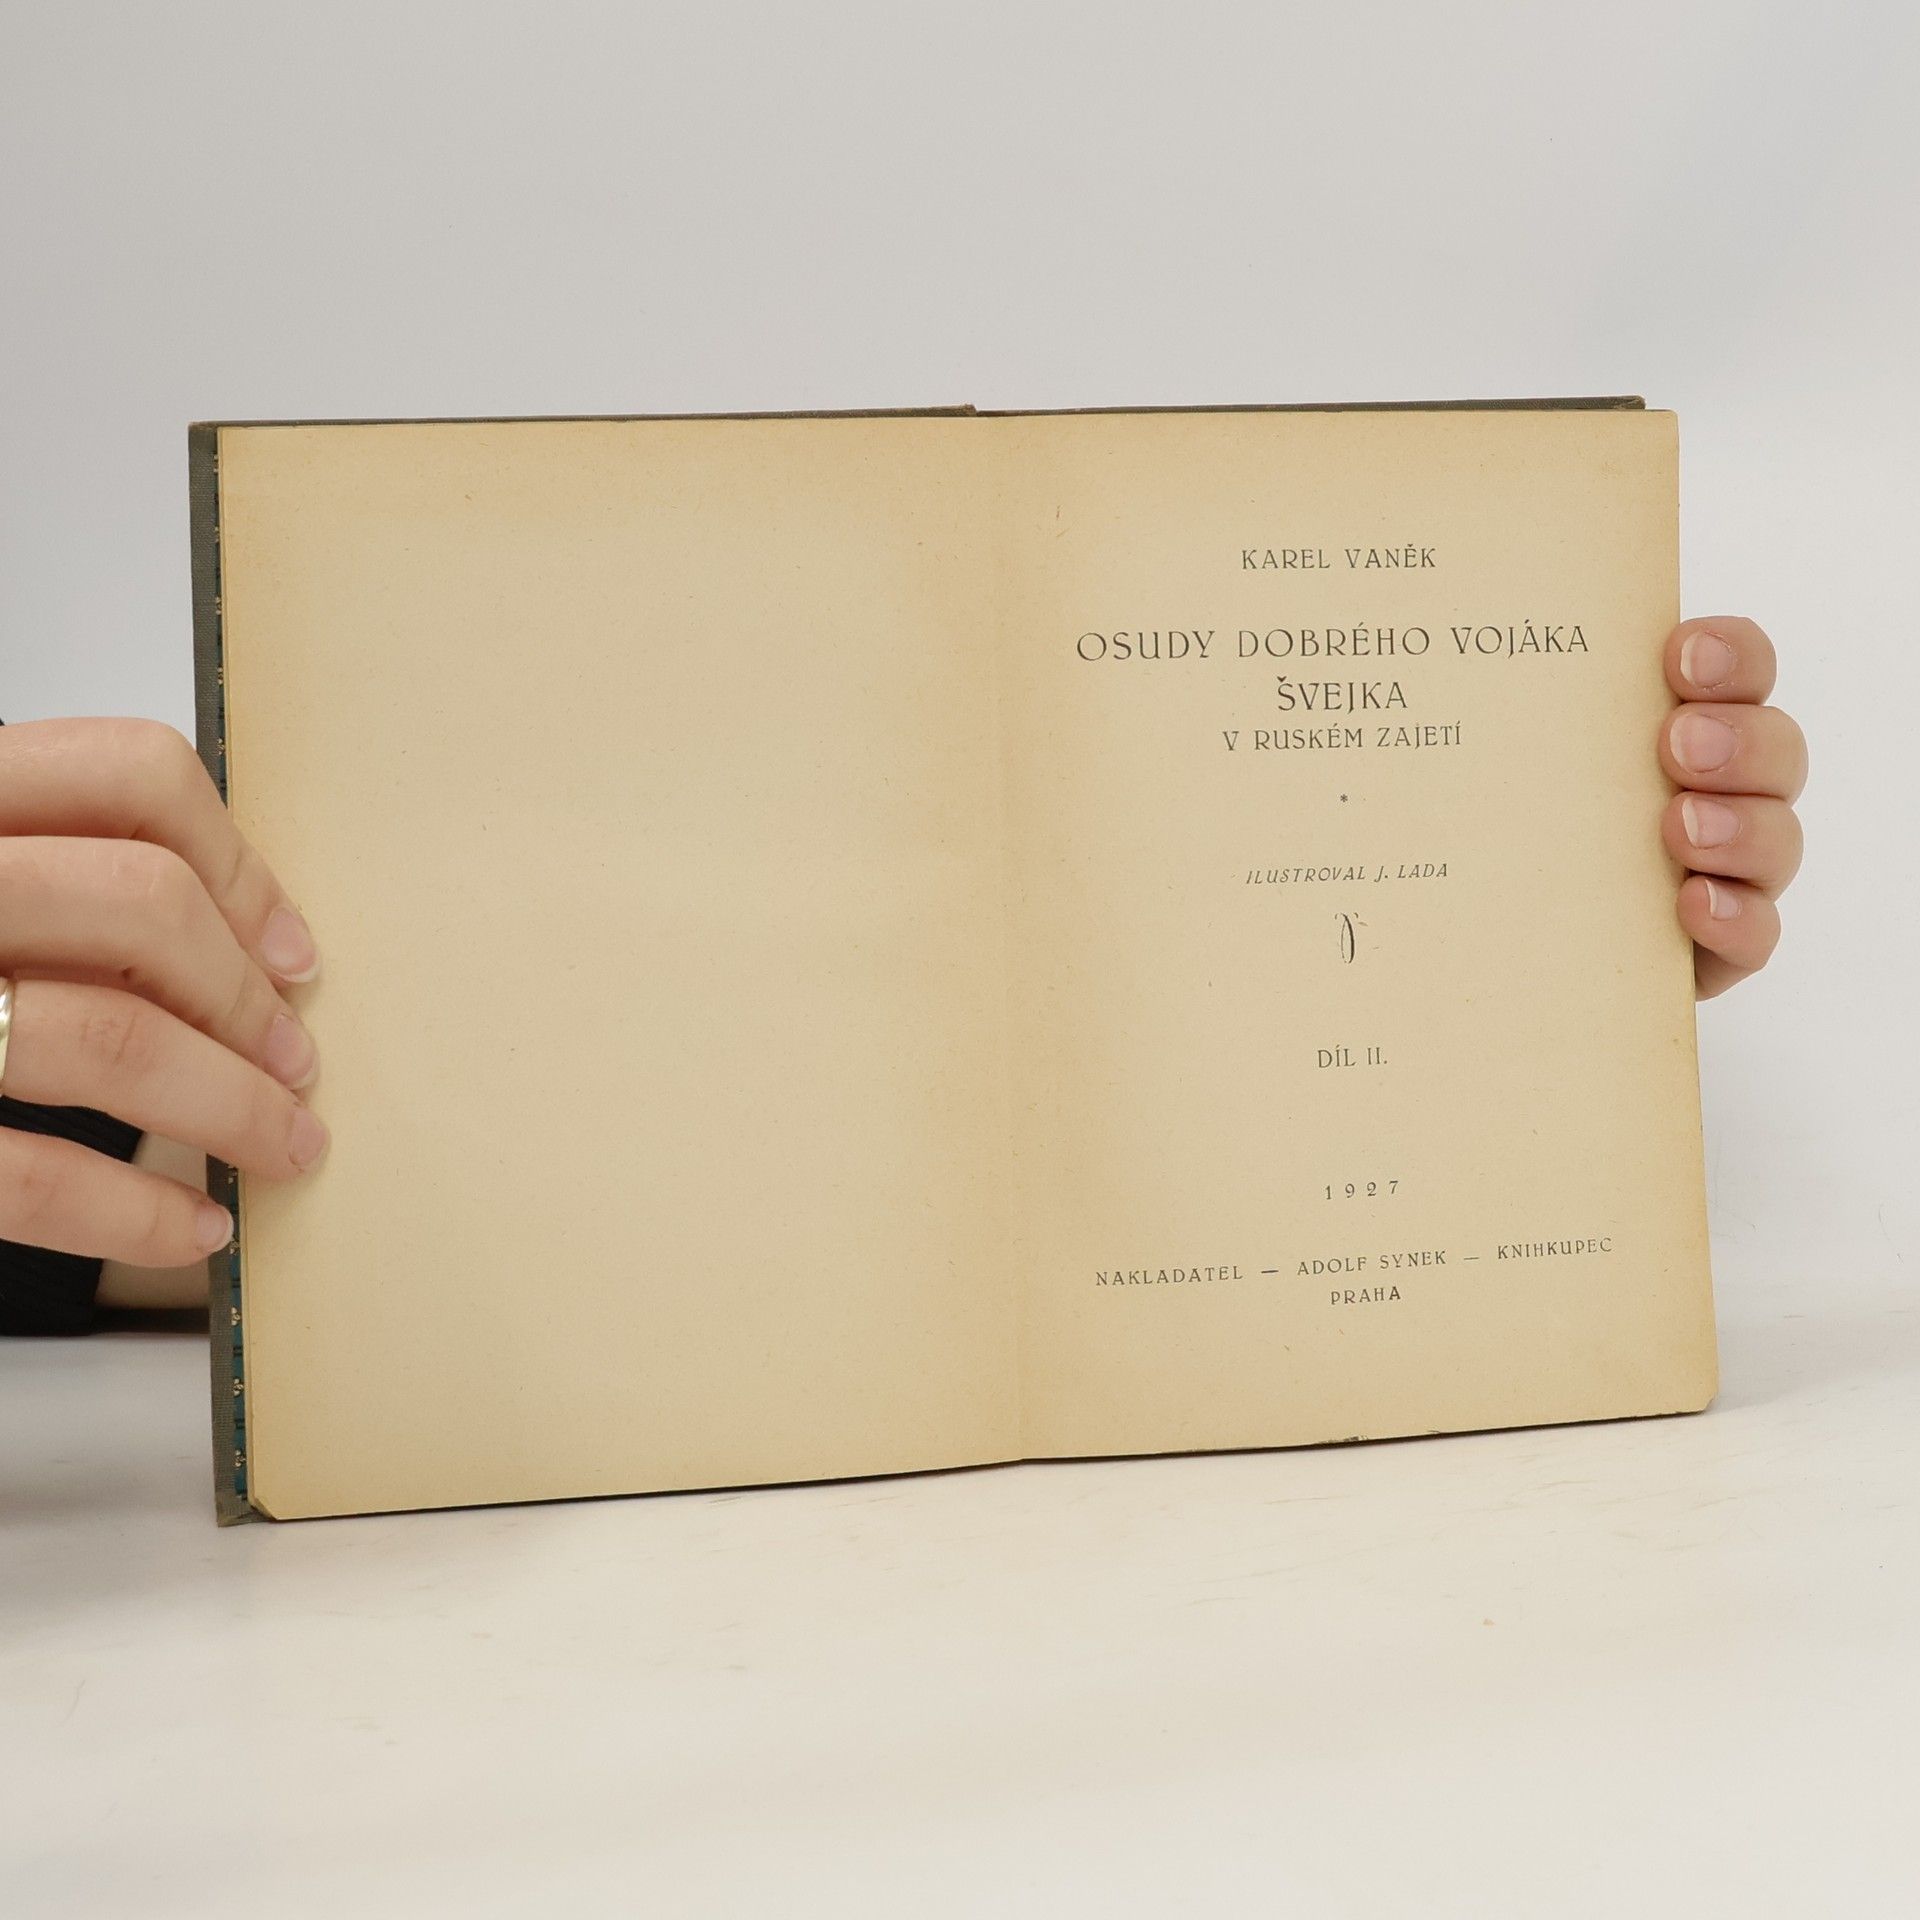 KAREL VANĚK
OSUDY DOBRÉHO VOJÁKA
ŠVEJKA
V RUSKÉM ZAJETÍ
*
ILUSTROVAL J. LADA
DÍL II.
1927
NAKLADATEL — ADOLF SYNEK — KNIHKUPEC
PRAHA